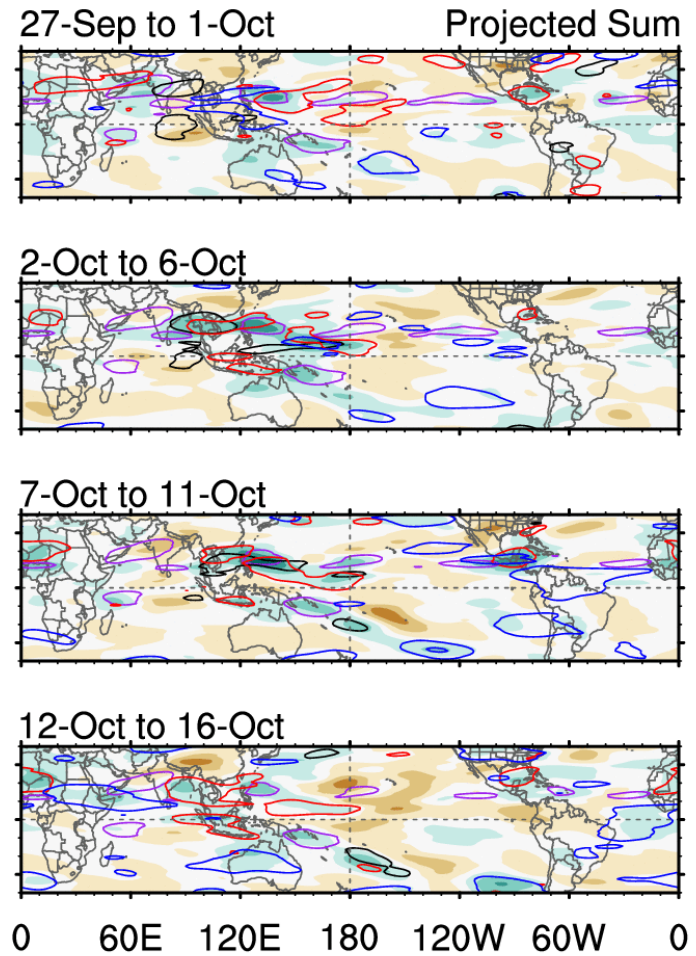 27-Sep to 1-Oct Projected Sum
2-Oct to 6-Oct
7-Oct to 11-Oct
12-Oct to 16-Oct
0 60E 120E 180 120W 60W 0